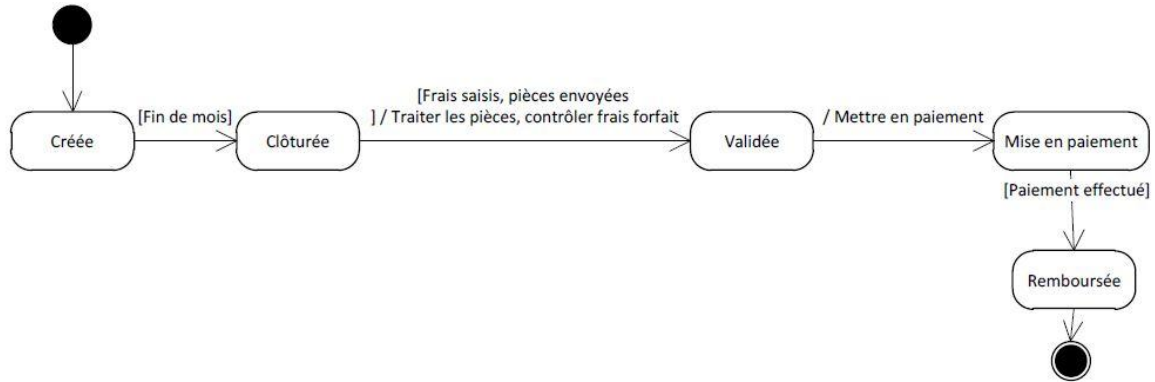 Créée
[Fin de mois]
Clôturée
[Frais saisis, pièces envoyées
] / Traiter les pièces, contrôler frais forfait
Validée
/ Mettre en paiement
Mise en paiement
[Paiement effectué]
Remboursée